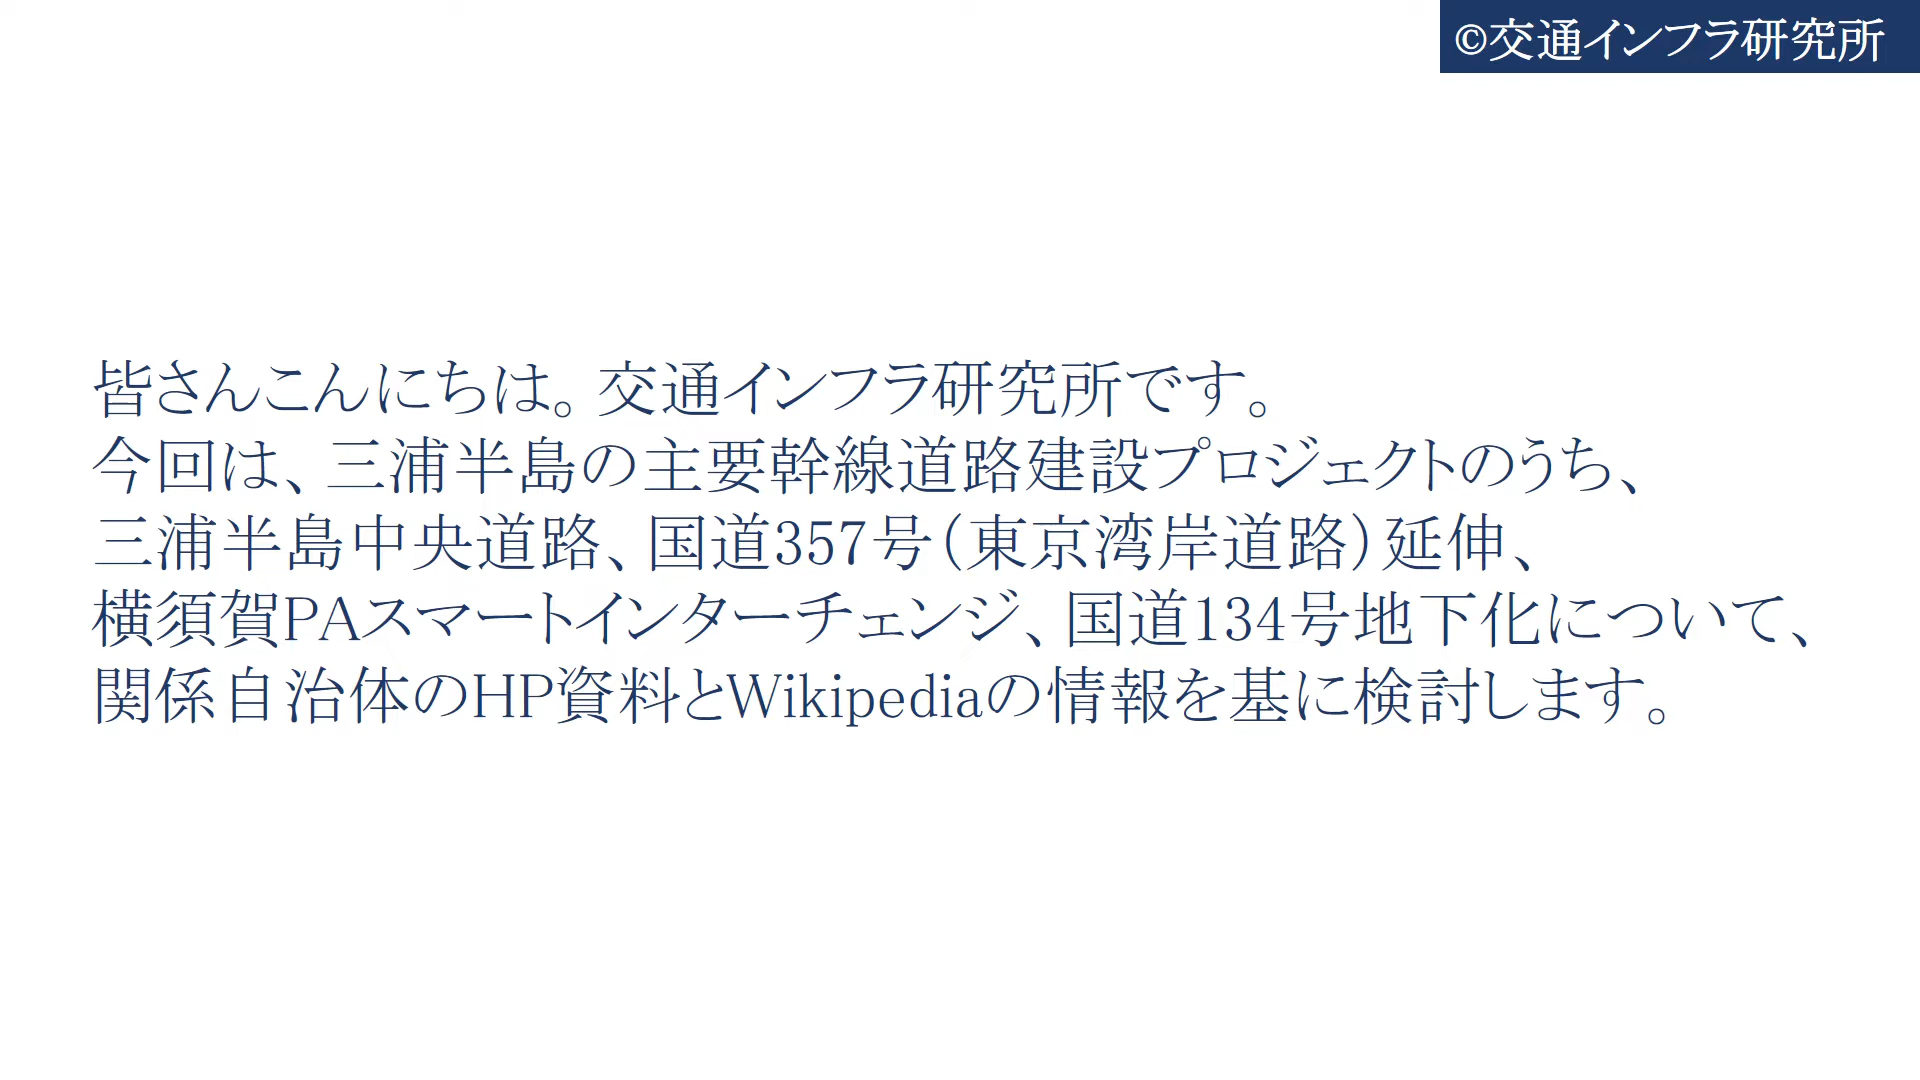 ©交通インフラ研究所
皆さんこんにちは。交通インフラ研究所です。
今回は、三浦半島の主要幹線道路建設プロジェクトのうち、
三浦半島中央道路、国道357号（東京湾岸道路）延伸、
横須賀PAスマートインターチェンジ、国道134号地下化について、
関係自治体のHP資料とWikipediaの情報を基に検討します。